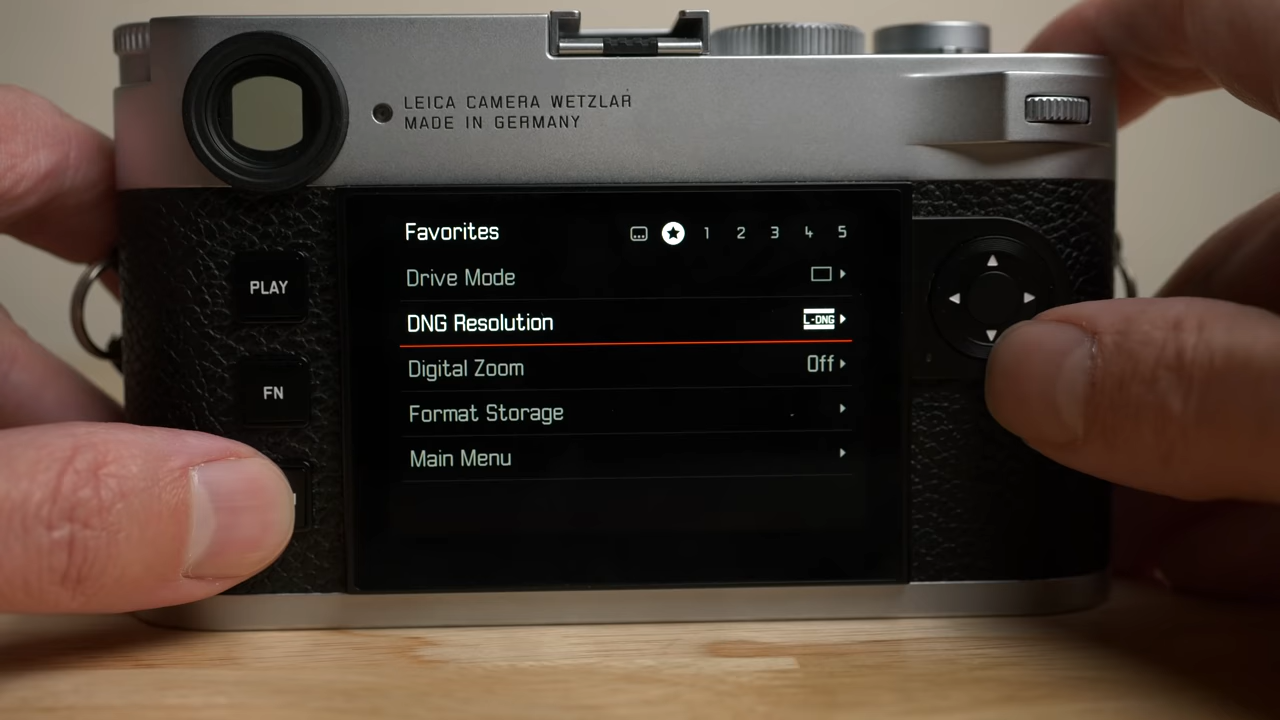 LEICA CAMERA WETZLAR
MADE IN GERMANY
Favorites 1 2 3 4 5
Drive Mode
DNG Resolution L-DNG
Digital Zoom Off
Format Storage
Main Menu
PLAY
FN